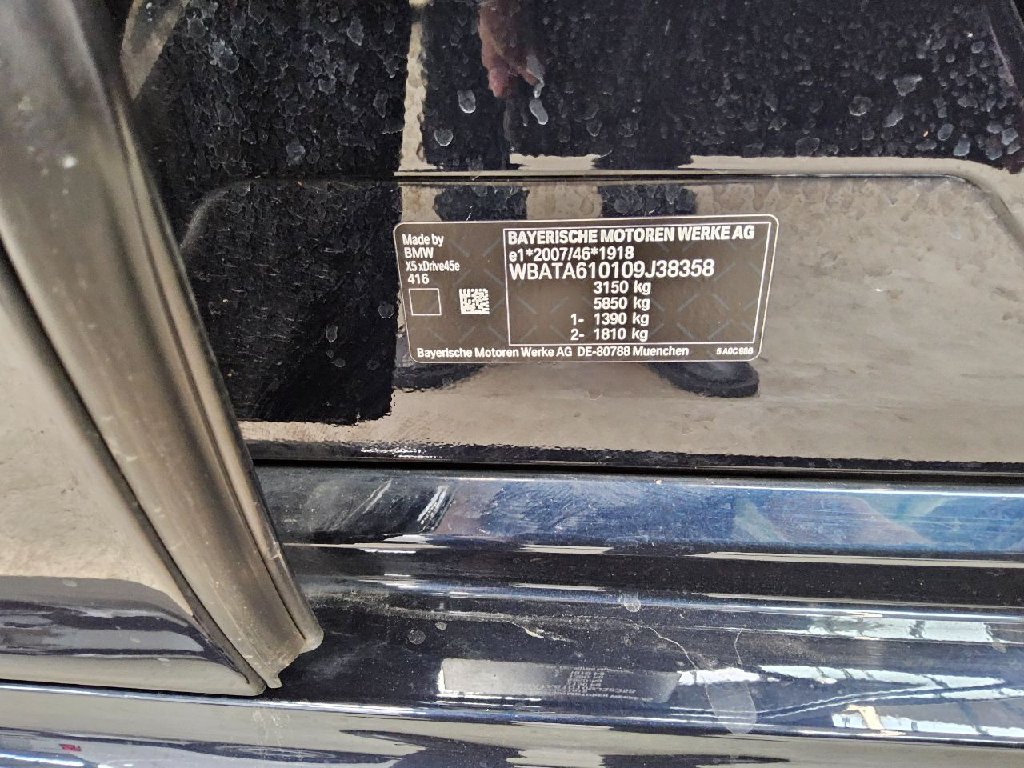 Made by
BMW
X5 xDrive45e
416
BAYERISCHE MOTOREN WERKE AG
e1*2007/46*1918
WBATA610109J38358
3150 kg
5850 kg
1- 1390 kg
2- 1810 kg
Bayerische Motoren Werke AG DE-80788 Muenchen